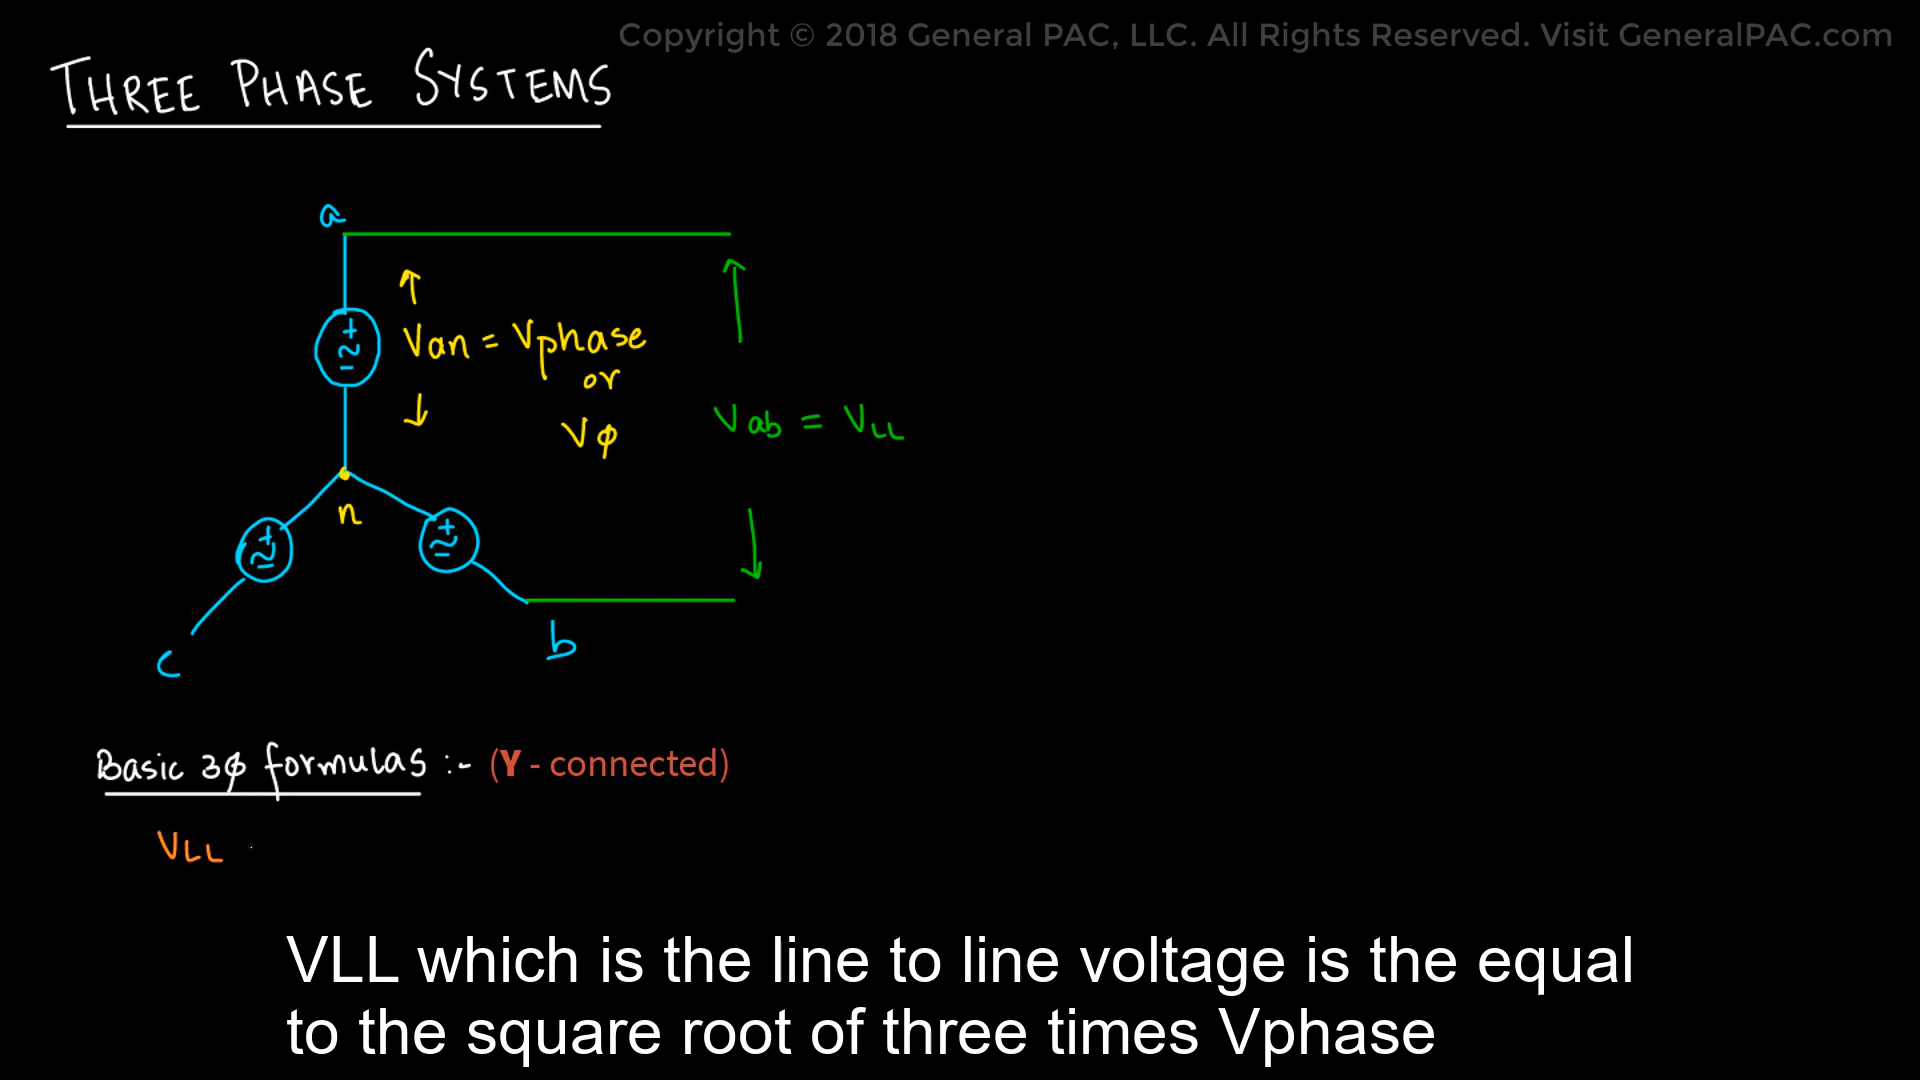 Copyright © 2018 General PAC, LLC. All Rights Reserved. Visit GeneralPAC.com
THREE PHASE SYSTEMS
a
+
~
-
Van = Vphase
or
Vφ
Vab = VLL
n
+
~
-
+
~
-
b
c
Basic 3φ formulas :- (Y - connected)
VLL
VLL which is the line to line voltage is the equal
to the square root of three times Vphase